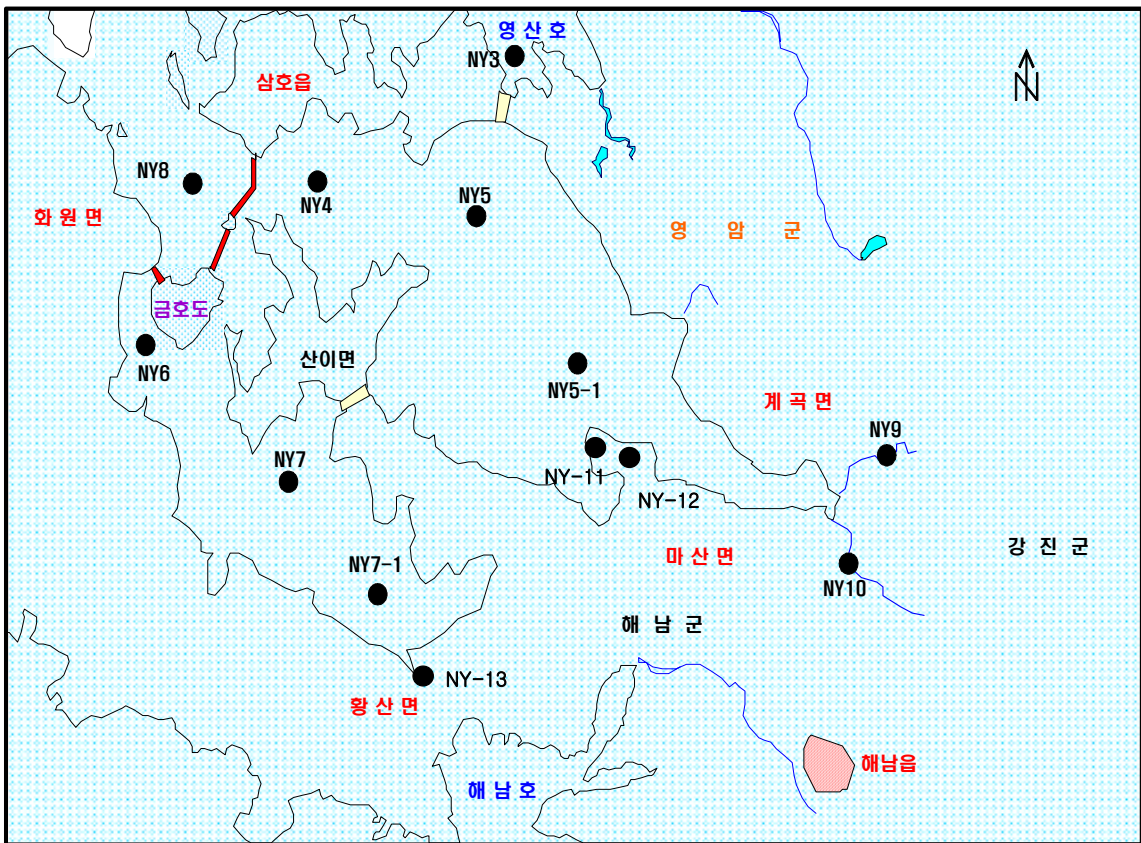 영 산 호
NY3
삼호읍
N
NY8
NY4
NY5
화 원 면
영 암 군
금호도
산이면
NY6
NY5-1
계 곡 면
NY9
NY7
NY-11
NY-12
마 산 면
강 진 군
NY7-1
NY10
해 남 군
NY-13
황 산 면
해남읍
해 남 호